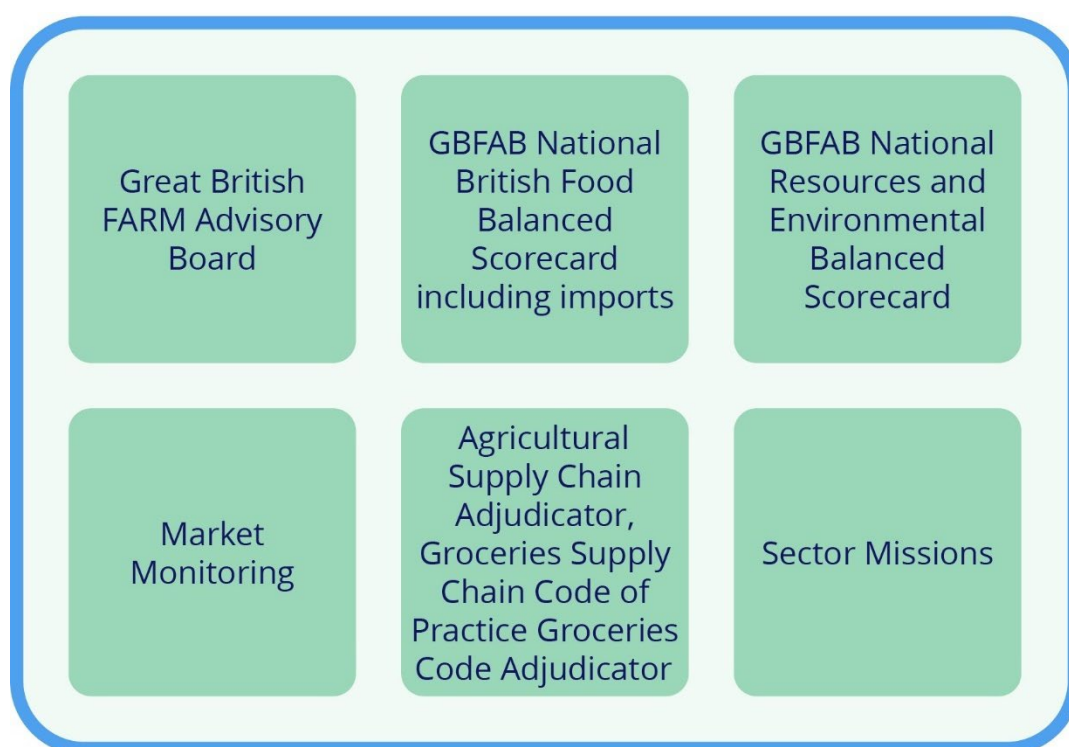 Great British
FARM Advisory
Board
GBFAB National
British Food
Balanced
Scorecard
including imports
GBFAB National
Resources and
Environmental
Balanced
Scorecard
Market
Monitoring
Agricultural
Supply Chain
Adjudicator,
Groceries Supply
Chain Code of
Practice Groceries
Code Adjudicator
Sector Missions